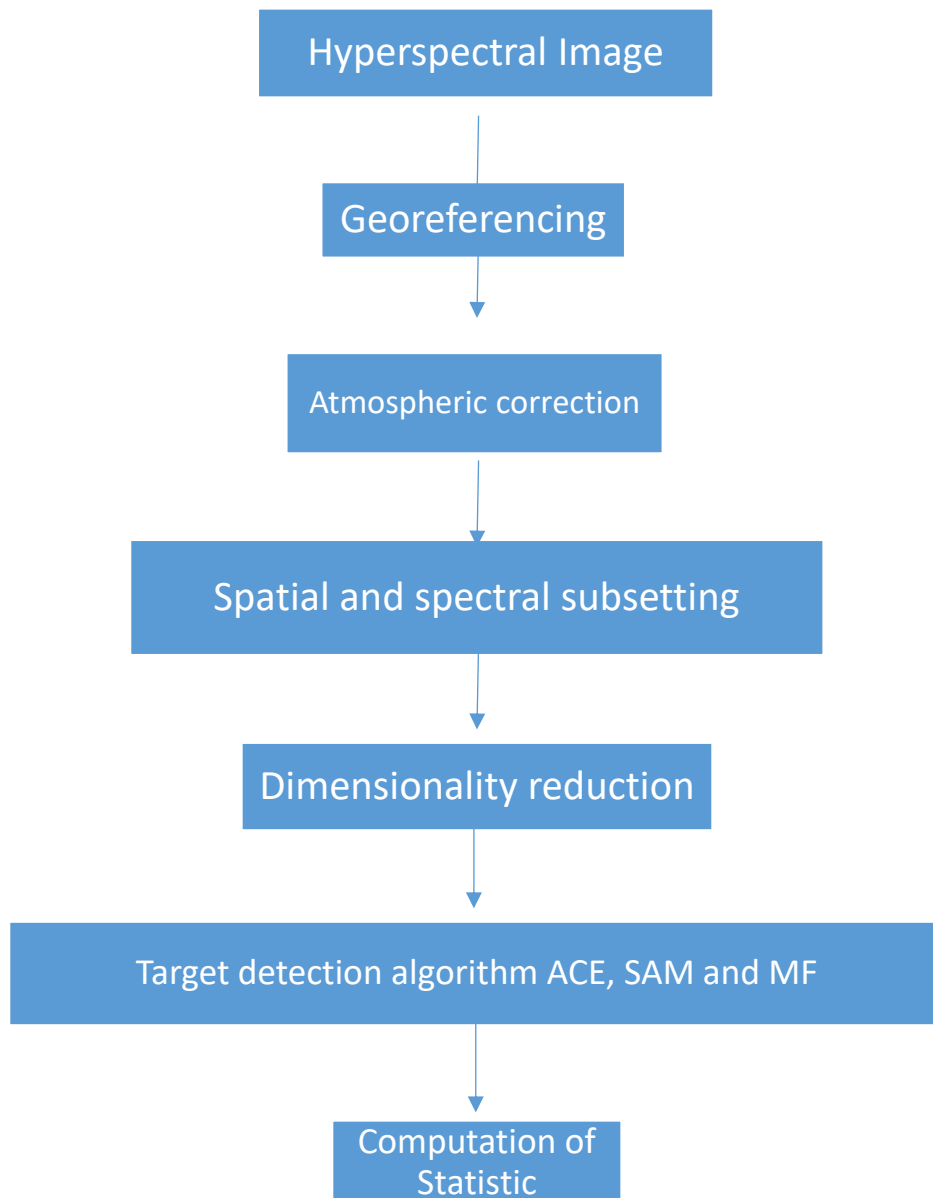 Hyperspectral Image
Georeferencing
Atmospheric correction
Spatial and spectral subsetting
Dimensionality reduction
Target detection algorithm ACE, SAM and MF
Computation of
Statistic